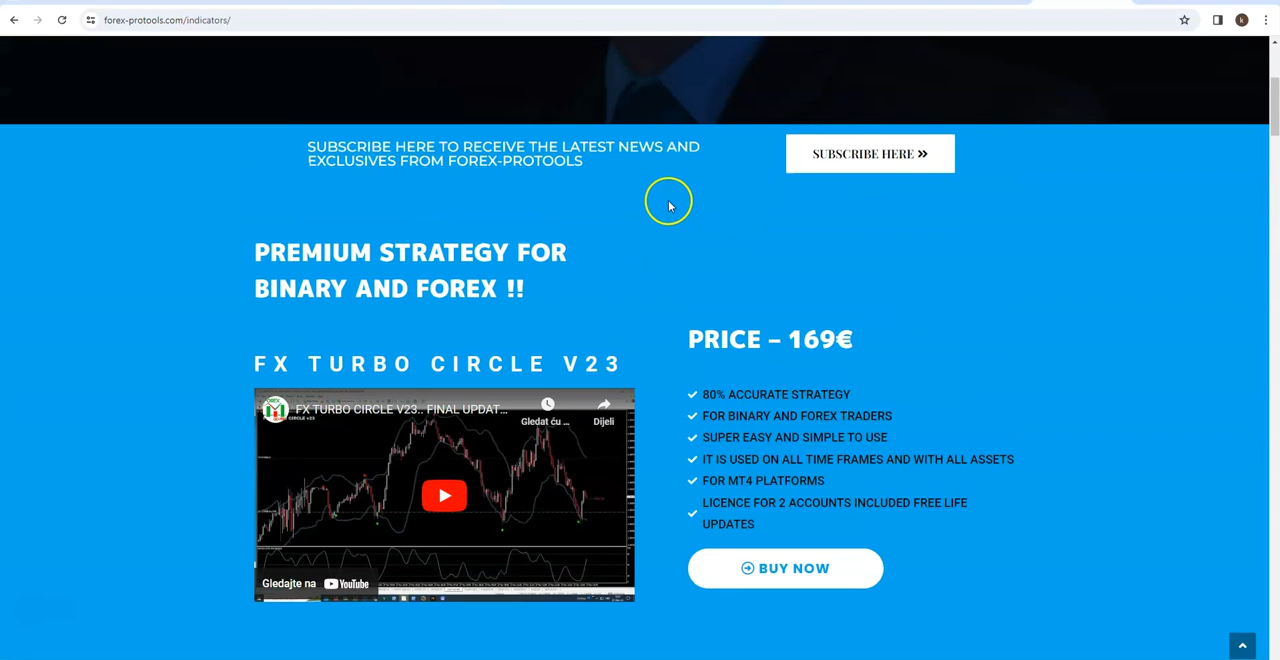 forex-protools.com/indicators/
k
SUBSCRIBE HERE TO RECEIVE THE LATEST NEWS AND
EXCLUSIVES FROM FOREX-PROTOOLS
SUBSCRIBE HERE »
PREMIUM STRATEGY FOR
BINARY AND FOREX !!
PRICE – 169€
FX TURBO CIRCLE V23
FX TURBO CIRCLE V23.. FINAL UPDAT...
Gledat ću ...
Dijeli
Gledajte na YouTube
80% ACCURATE STRATEGY
FOR BINARY AND FOREX TRADERS
SUPER EASY AND SIMPLE TO USE
IT IS USED ON ALL TIME FRAMES AND WITH ALL ASSETS
FOR MT4 PLATFORMS
LICENCE FOR 2 ACCOUNTS INCLUDED FREE LIFE
UPDATES
BUY NOW